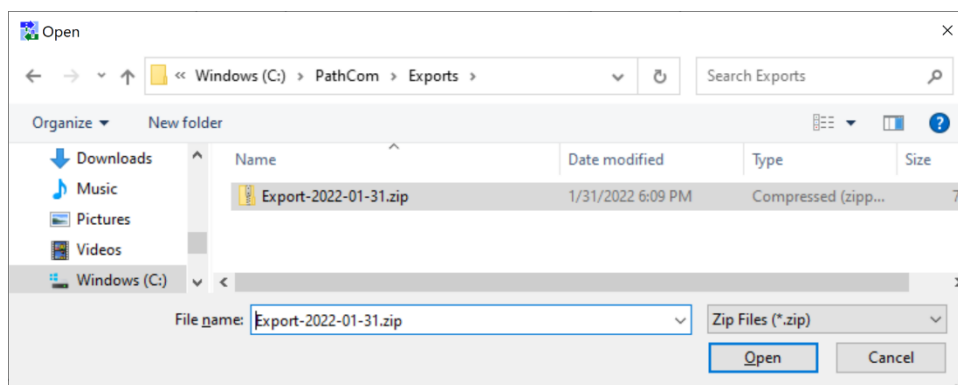 Open
« Windows (C:) › PathCom › Exports ›
Search Exports
Organize
New folder
Name
Date modified
Type
Size
Downloads
Music
Pictures
Videos
Windows (C:)
Export-2022-01-31.zip
1/31/2022 6:09 PM
Compressed (zipp...
7
File name:
Export-2022-01-31.zip
Zip Files (*.zip)
Open
Cancel